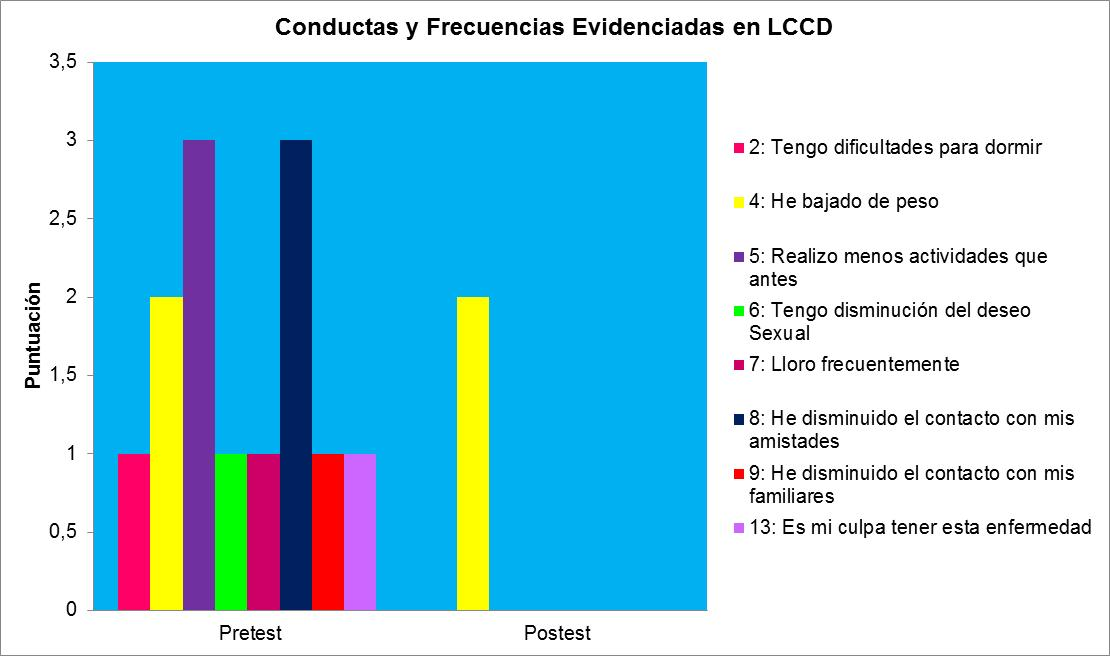 Conductas y Frecuencias Evidenciadas en LCCD
3,5
3
2,5
2
1,5
1
0,5
0
Puntuación
Pretest
Postest
2: Tengo dificultades para dormir
4: He bajado de peso
5: Realizo menos actividades que
antes
6: Tengo disminución del deseo
Sexual
7: Lloro frecuentemente
8: He disminuido el contacto con mis
amistades
9: He disminuido el contacto con mis
familiares
13: Es mi culpa tener esta enfermedad